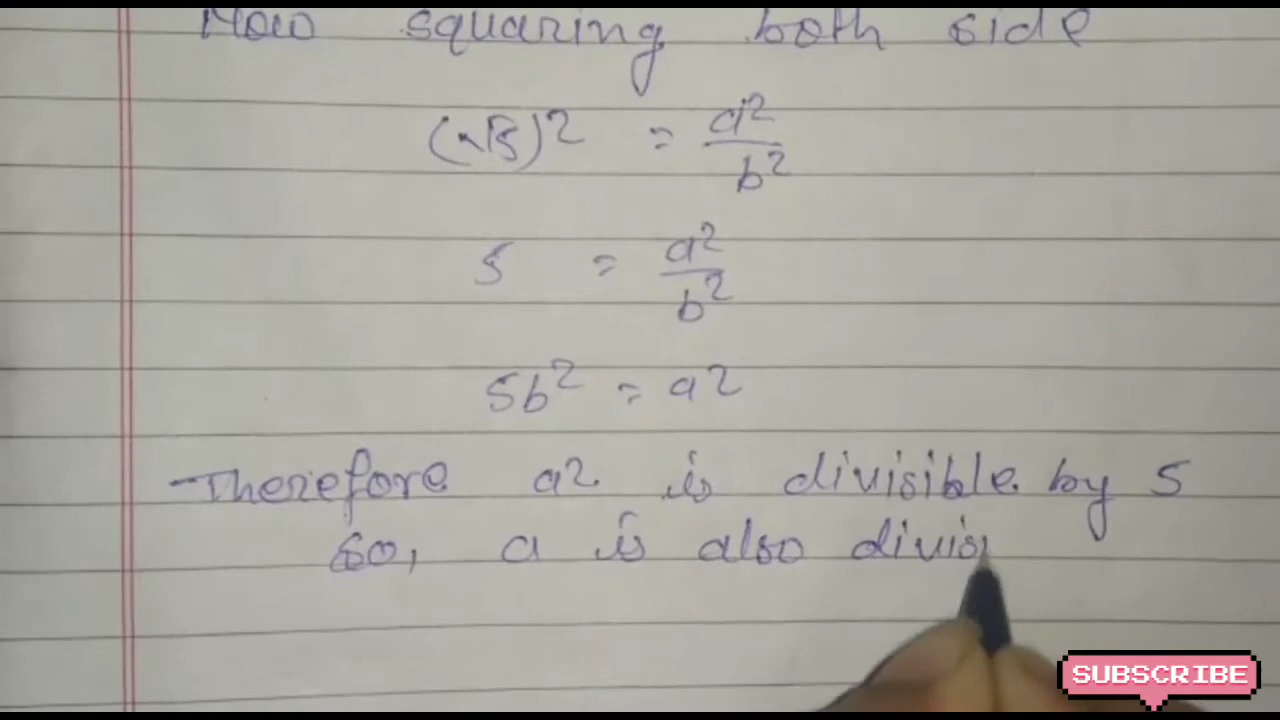 Now squaring both side
(√5)² = a²/b²
5 = a²/b²
5b² = a²
Therefore a² is divisible by 5
So, a is also divis
SUBSCRIBE